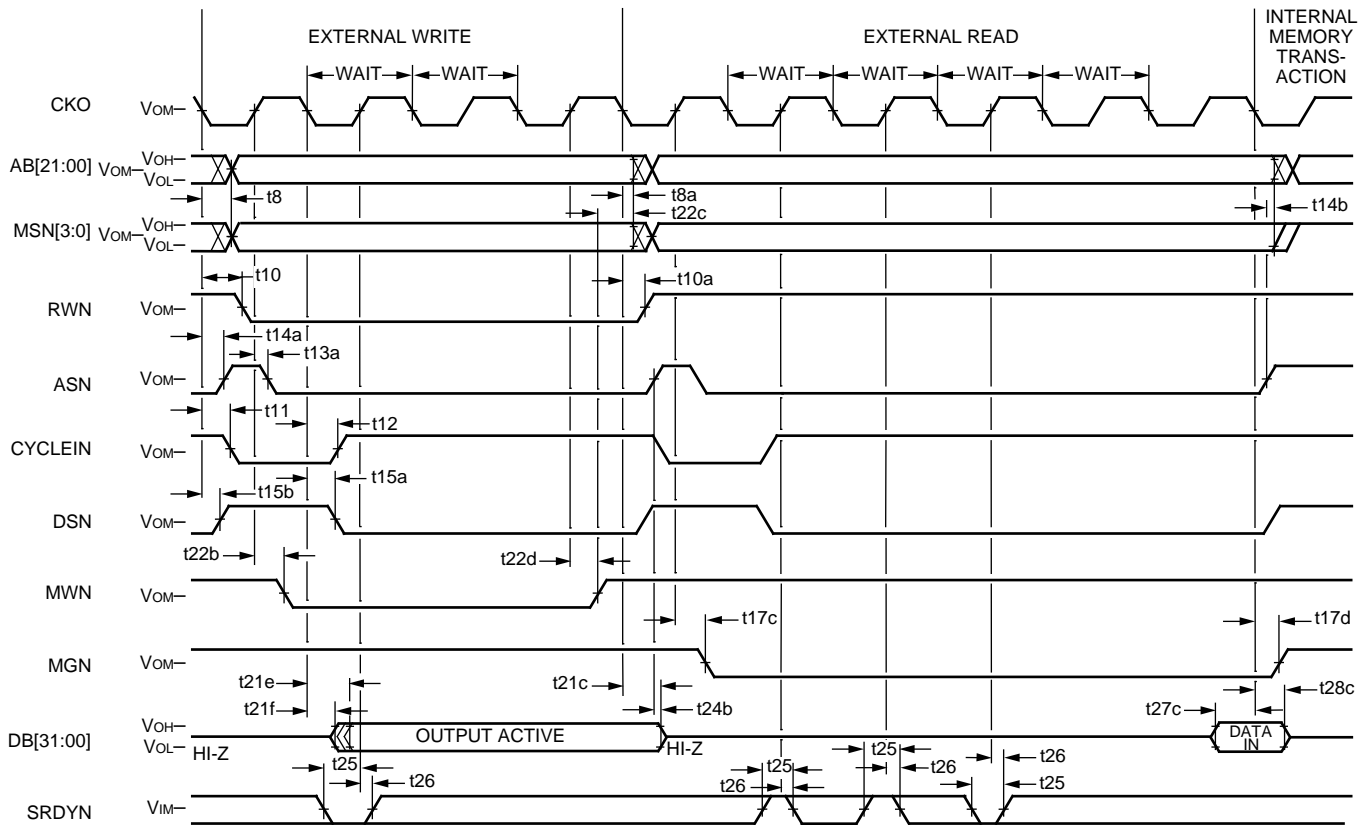 EXTERNAL WRITE
EXTERNAL READ
INTERNAL
MEMORY
TRANS-
ACTION
WAIT WAIT WAIT WAIT WAIT WAIT
CKO VOM
AB[21:00] VOM VOH
VOL
t8 t8a
t22c t14b
MSN[3:0] VOM VOH
VOL
t10 t10a
RWN VOM
t14a
t13a
ASN VOM
t11 t12
CYCLEIN VOM
t15a
t15b
DSN VOM
t22b t22d
MWN VOM
t17c t17d
MGN VOM
t21e t21c t28c
t21f t24b t27c
DB[31:00] VOH
VOL
HI-Z OUTPUT ACTIVE HI-Z DATA
IN
t25 t25 t25 t26
t26 t26 t26 t25
SRDYN VIM